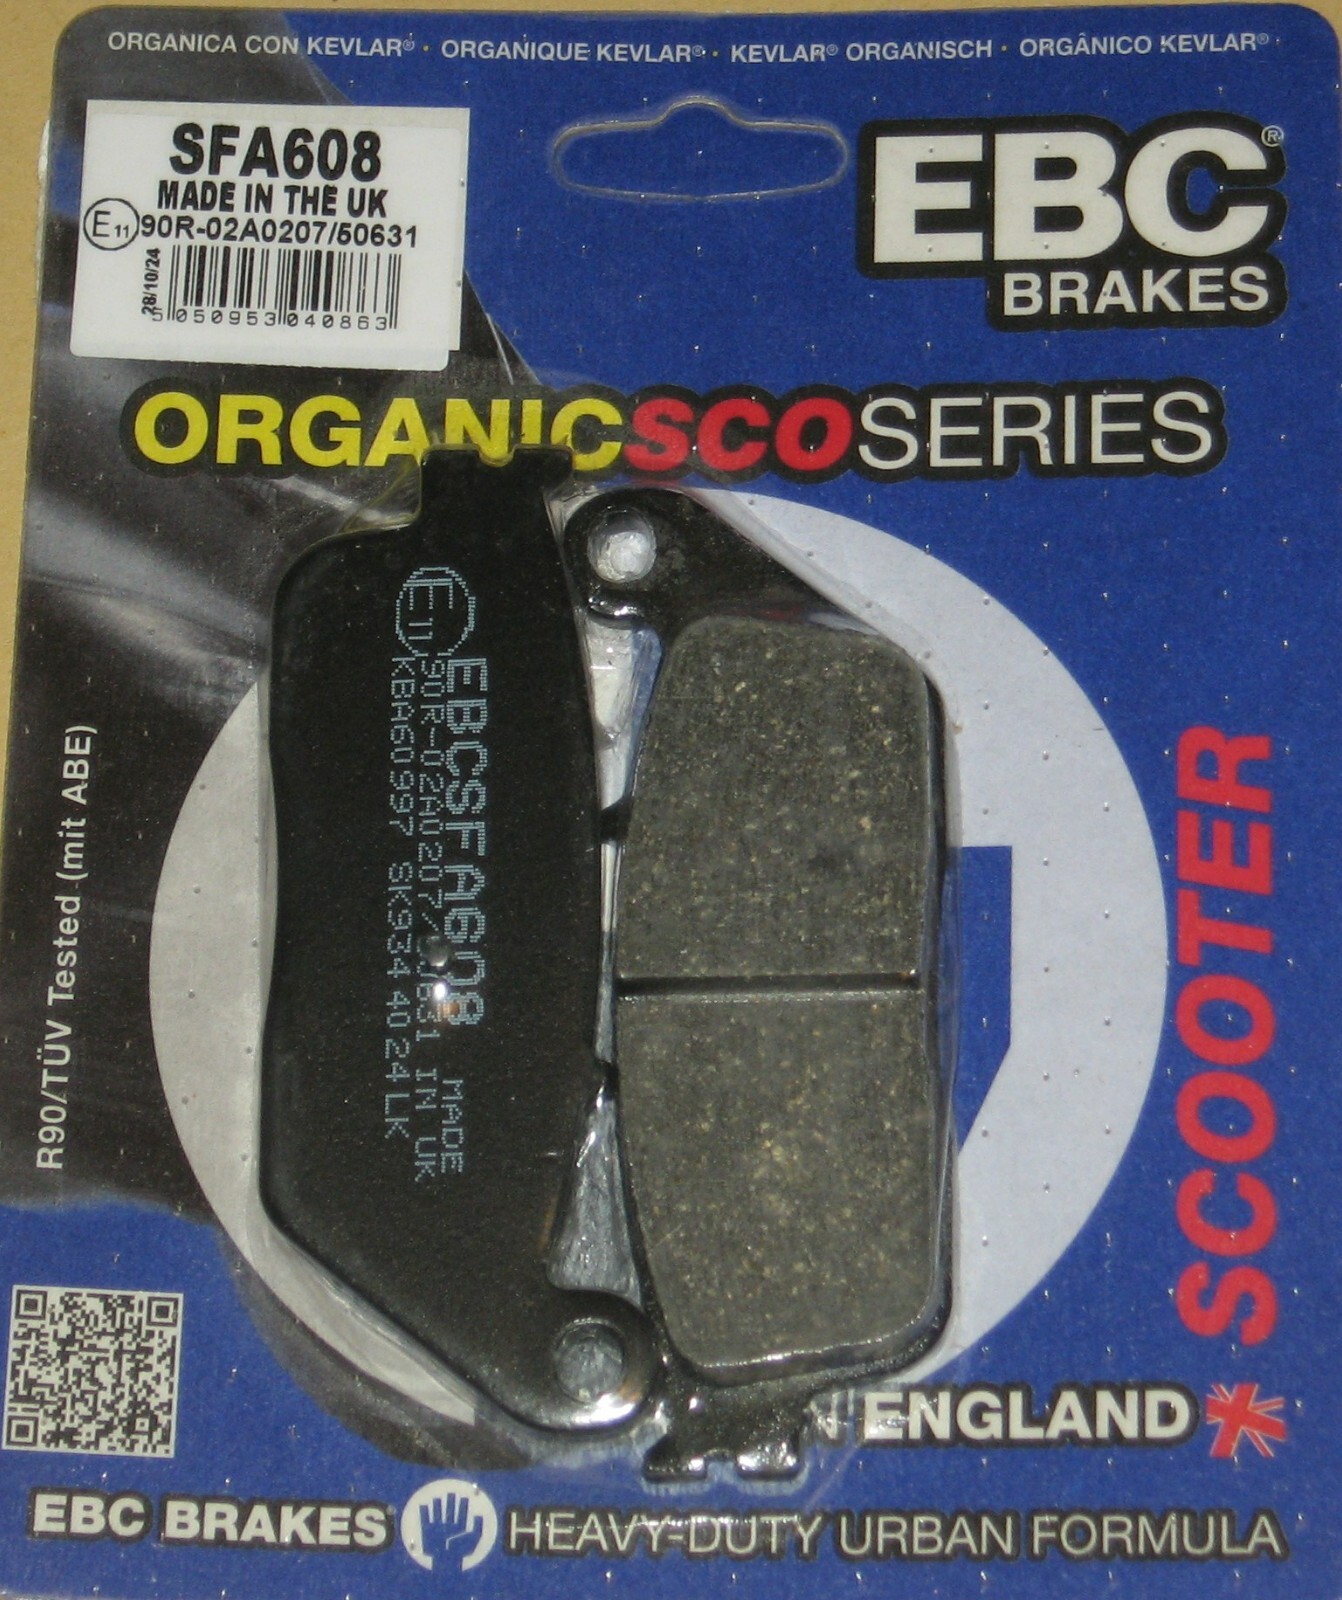 ORGANICA CON KEVLAR® · ORGANIQUE KEVLAR® · KEVLAR® ORGANISCH · ORGÂNICO KEVLAR®
SFA608
MADE IN THE UK
E11 90R-02A0207/50631
28/10/24
5 050953 040863
EBC®
BRAKES
ORGANICSCOSERIES
E11
EBCSFA608 MADE
90R-02A0207/ IN UK
KBA60997 SK934 4024LK
R90/TÜV Tested (mit ABE)
SCOOTER
ENGLAND
EBC BRAKES HEAVY-DUTY URBAN FORMULA